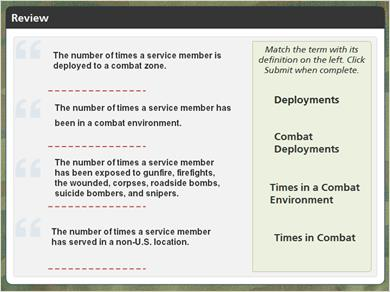 Review
The number of times a service member is
deployed to a combat zone.
The number of times a service member has
been in a combat environment.
The number of times a service member
has been exposed to gunfire, firefights,
the wounded, corpses, roadside bombs,
suicide bombers, and snipers.
The number of times a service member
has served in a non-U.S. location.
Match the term with its
definition on the left. Click
Submit when complete.
Deployments
Combat
Deployments
Times in a Combat
Environment
Times in Combat